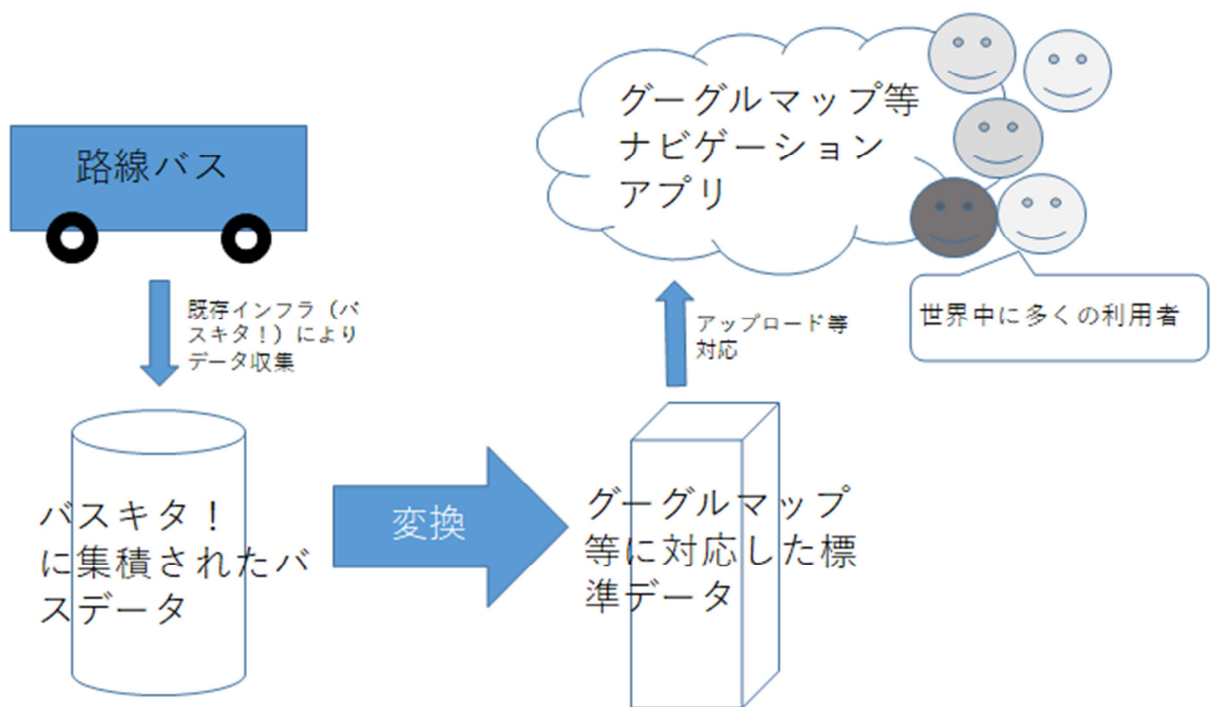 路線バス
既存インフラ（バ
スキタ！）により
データ収集
バスキタ！
に集積されたバ
スデータ
変換
グーグルマップ
等に対応した標
準データ
アップロード等
対応
グーグルマップ等
ナビゲーション
アプリ
世界中に多くの利用者